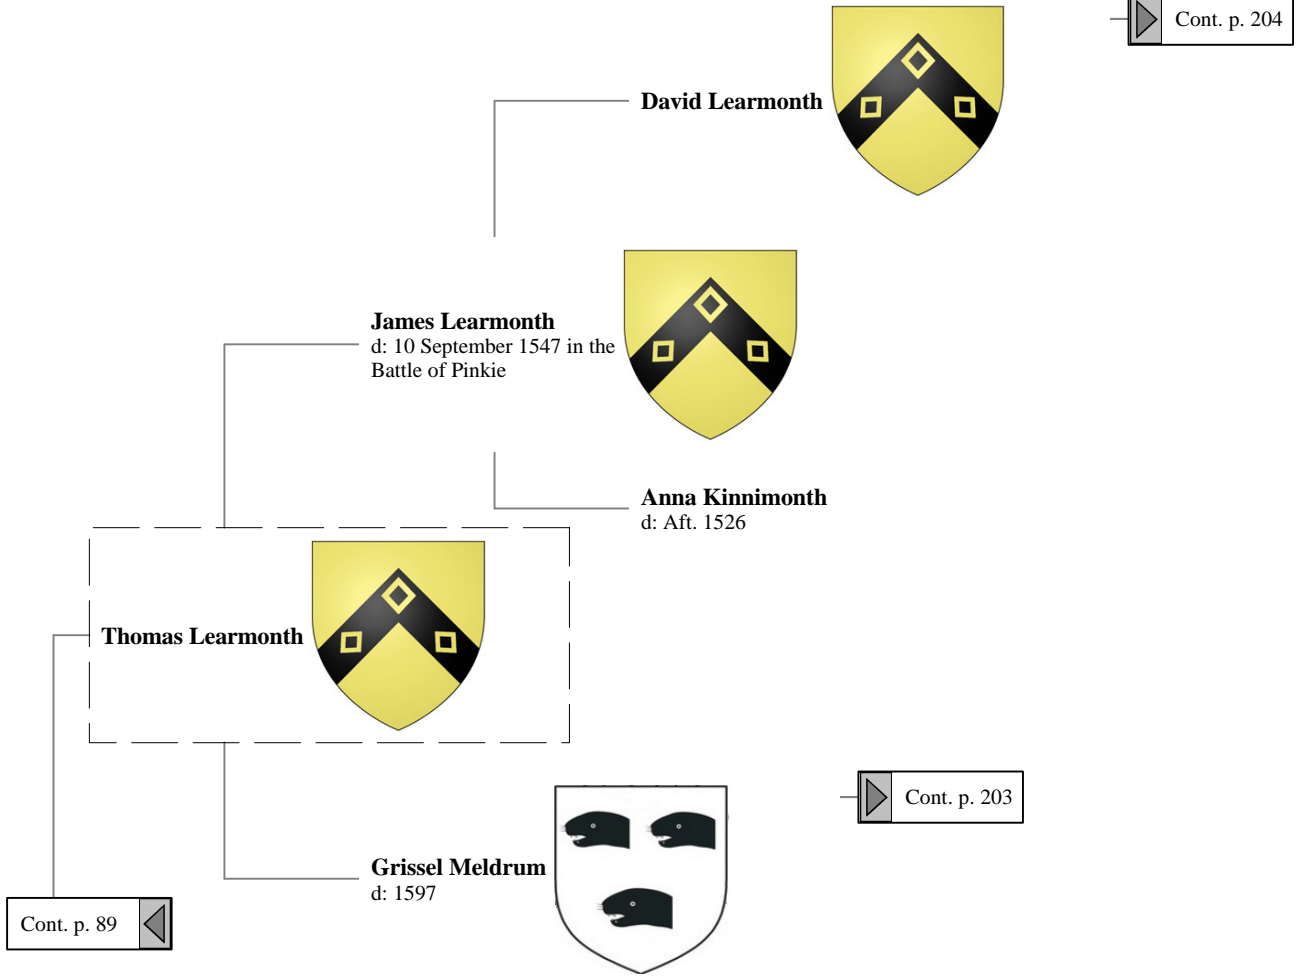 Cont. p. 204
David Learmonth
James Learmonth
d: 10 September 1547 in the
Battle of Pinkie
Anna Kinnimonth
d: Aft. 1526
Thomas Learmonth
Cont. p. 203
Grissel Meldrum
d: 1597
Cont. p. 89